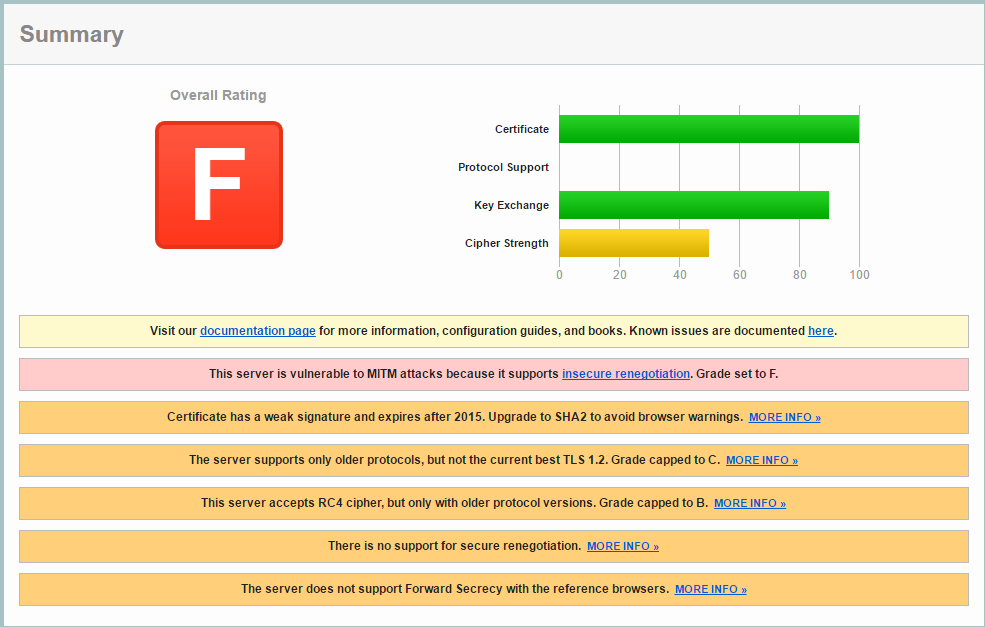 Summary
Overall Rating
F
Certificate
Protocol Support
Key Exchange
Cipher Strength
0 20 40 60 80 100
Visit our documentation page for more information, configuration guides, and books. Known issues are documented here.
This server is vulnerable to MITM attacks because it supports insecure renegotiation. Grade set to F.
Certificate has a weak signature and expires after 2015. Upgrade to SHA2 to avoid browser warnings. MORE INFO »
The server supports only older protocols, but not the current best TLS 1.2. Grade capped to C. MORE INFO »
This server accepts RC4 cipher, but only with older protocol versions. Grade capped to B. MORE INFO »
There is no support for secure renegotiation. MORE INFO »
The server does not support Forward Secrecy with the reference browsers. MORE INFO »